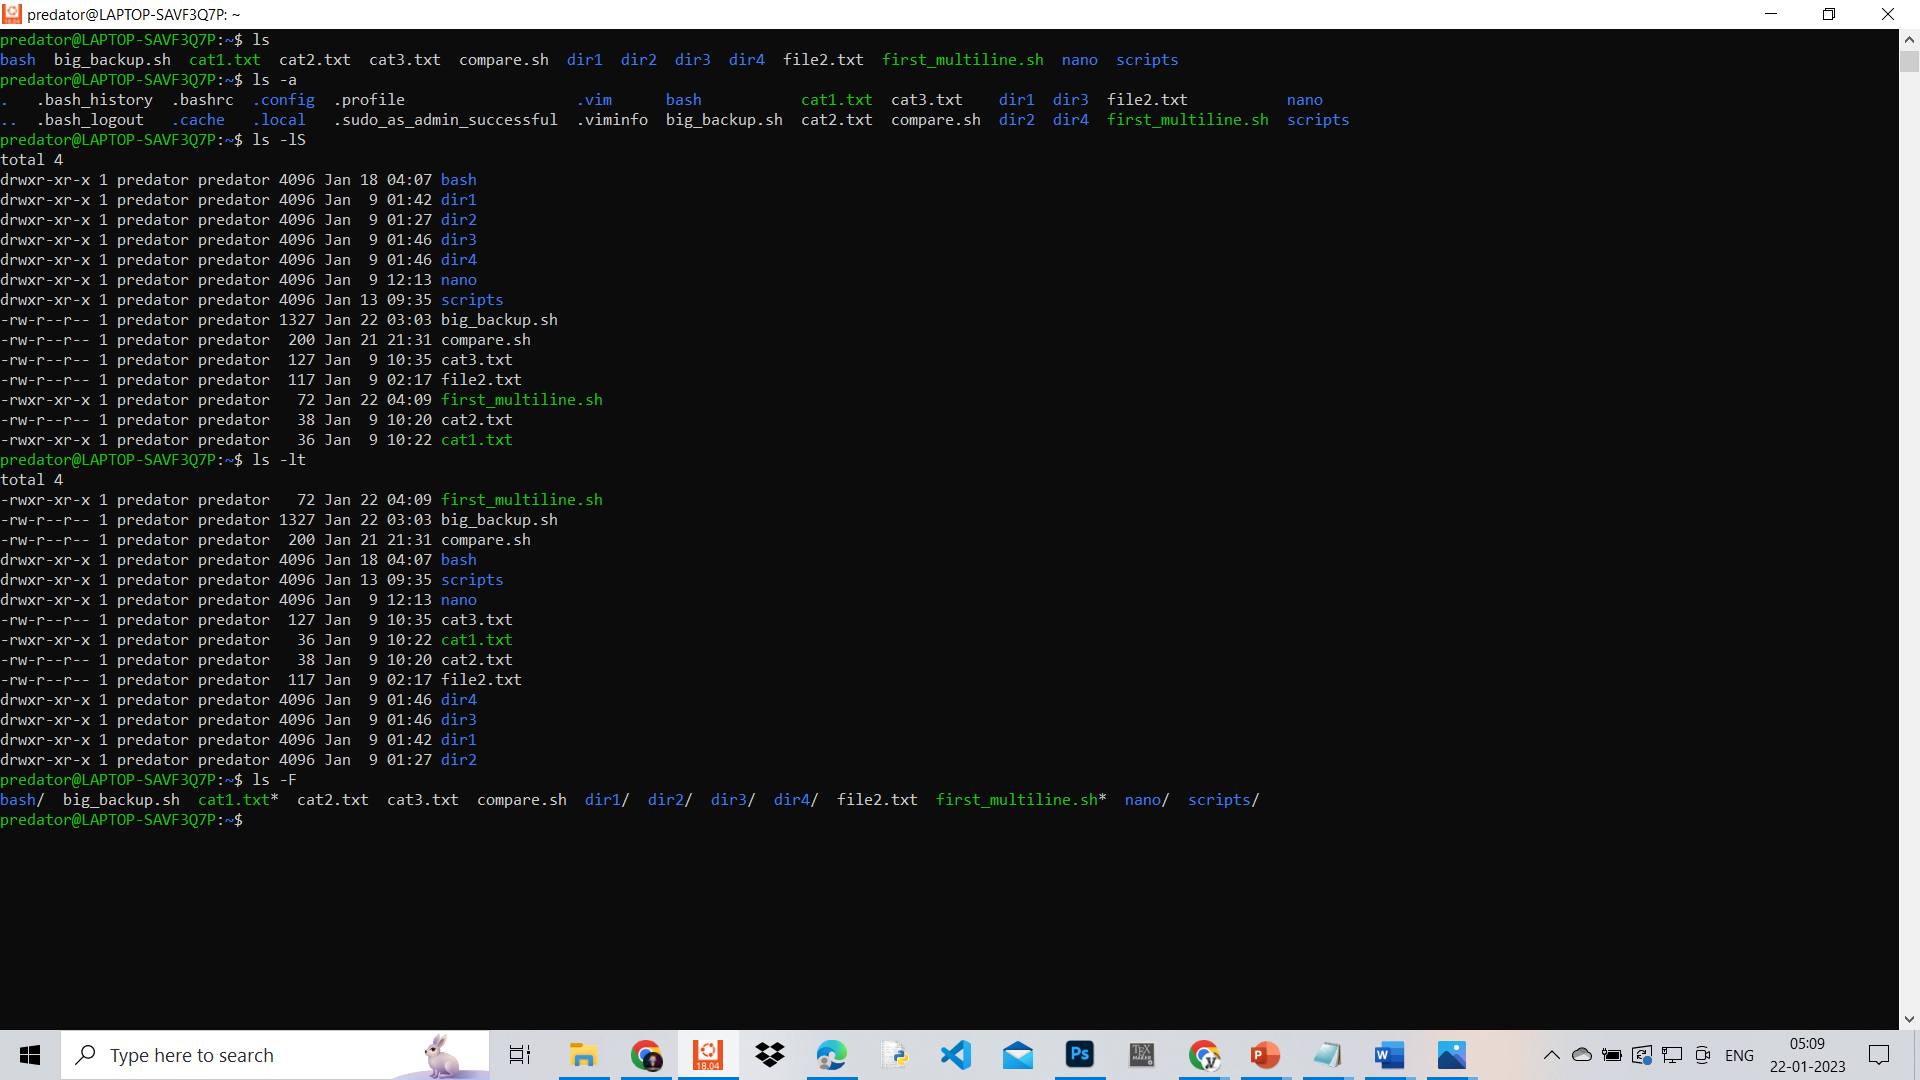 predator@LAPTOP-SAVF3Q7P: ~
predator@LAPTOP-SAVF3Q7P:~$ ls
bash  big_backup.sh  cat1.txt  cat2.txt  cat3.txt  compare.sh  dir1  dir2  dir3  dir4  file2.txt  first_multiline.sh  nano  scripts
predator@LAPTOP-SAVF3Q7P:~$ ls -a
.   .bash_history  .bashrc  .config  .profile                   .vim      bash           cat1.txt  cat3.txt    dir1  dir3  file2.txt           nano
..  .bash_logout   .cache   .local   .sudo_as_admin_successful  .viminfo  big_backup.sh  cat2.txt  compare.sh  dir2  dir4  first_multiline.sh  scripts
predator@LAPTOP-SAVF3Q7P:~$ ls -lS
total 4
drwxr-xr-x 1 predator predator 4096 Jan 18 04:07 bash
drwxr-xr-x 1 predator predator 4096 Jan  9 01:42 dir1
drwxr-xr-x 1 predator predator 4096 Jan  9 01:27 dir2
drwxr-xr-x 1 predator predator 4096 Jan  9 01:46 dir3
drwxr-xr-x 1 predator predator 4096 Jan  9 01:46 dir4
drwxr-xr-x 1 predator predator 4096 Jan  9 12:13 nano
drwxr-xr-x 1 predator predator 4096 Jan 13 09:35 scripts
-rw-r--r-- 1 predator predator 1327 Jan 22 03:03 big_backup.sh
-rw-r--r-- 1 predator predator  200 Jan 21 21:31 compare.sh
-rw-r--r-- 1 predator predator  127 Jan  9 10:35 cat3.txt
-rw-r--r-- 1 predator predator  117 Jan  9 02:17 file2.txt
-rwxr-xr-x 1 predator predator   72 Jan 22 04:09 first_multiline.sh
-rw-r--r-- 1 predator predator   38 Jan  9 10:20 cat2.txt
-rwxr-xr-x 1 predator predator   36 Jan  9 10:22 cat1.txt
predator@LAPTOP-SAVF3Q7P:~$ ls -lt
total 4
-rwxr-xr-x 1 predator predator   72 Jan 22 04:09 first_multiline.sh
-rw-r--r-- 1 predator predator 1327 Jan 22 03:03 big_backup.sh
-rw-r--r-- 1 predator predator  200 Jan 21 21:31 compare.sh
drwxr-xr-x 1 predator predator 4096 Jan 18 04:07 bash
drwxr-xr-x 1 predator predator 4096 Jan 13 09:35 scripts
drwxr-xr-x 1 predator predator 4096 Jan  9 12:13 nano
-rw-r--r-- 1 predator predator  127 Jan  9 10:35 cat3.txt
-rwxr-xr-x 1 predator predator   36 Jan  9 10:22 cat1.txt
-rw-r--r-- 1 predator predator   38 Jan  9 10:20 cat2.txt
-rw-r--r-- 1 predator predator  117 Jan  9 02:17 file2.txt
drwxr-xr-x 1 predator predator 4096 Jan  9 01:46 dir4
drwxr-xr-x 1 predator predator 4096 Jan  9 01:46 dir3
drwxr-xr-x 1 predator predator 4096 Jan  9 01:42 dir1
drwxr-xr-x 1 predator predator 4096 Jan  9 01:27 dir2
predator@LAPTOP-SAVF3Q7P:~$ ls -F
bash/  big_backup.sh  cat1.txt*  cat2.txt  cat3.txt  compare.sh  dir1/  dir2/  dir3/  dir4/  file2.txt  first_multiline.sh*  nano/  scripts/
predator@LAPTOP-SAVF3Q7P:~$
Type here to search
18.04
Ps
TEX MAKER
ENG
05:09
22-01-2023